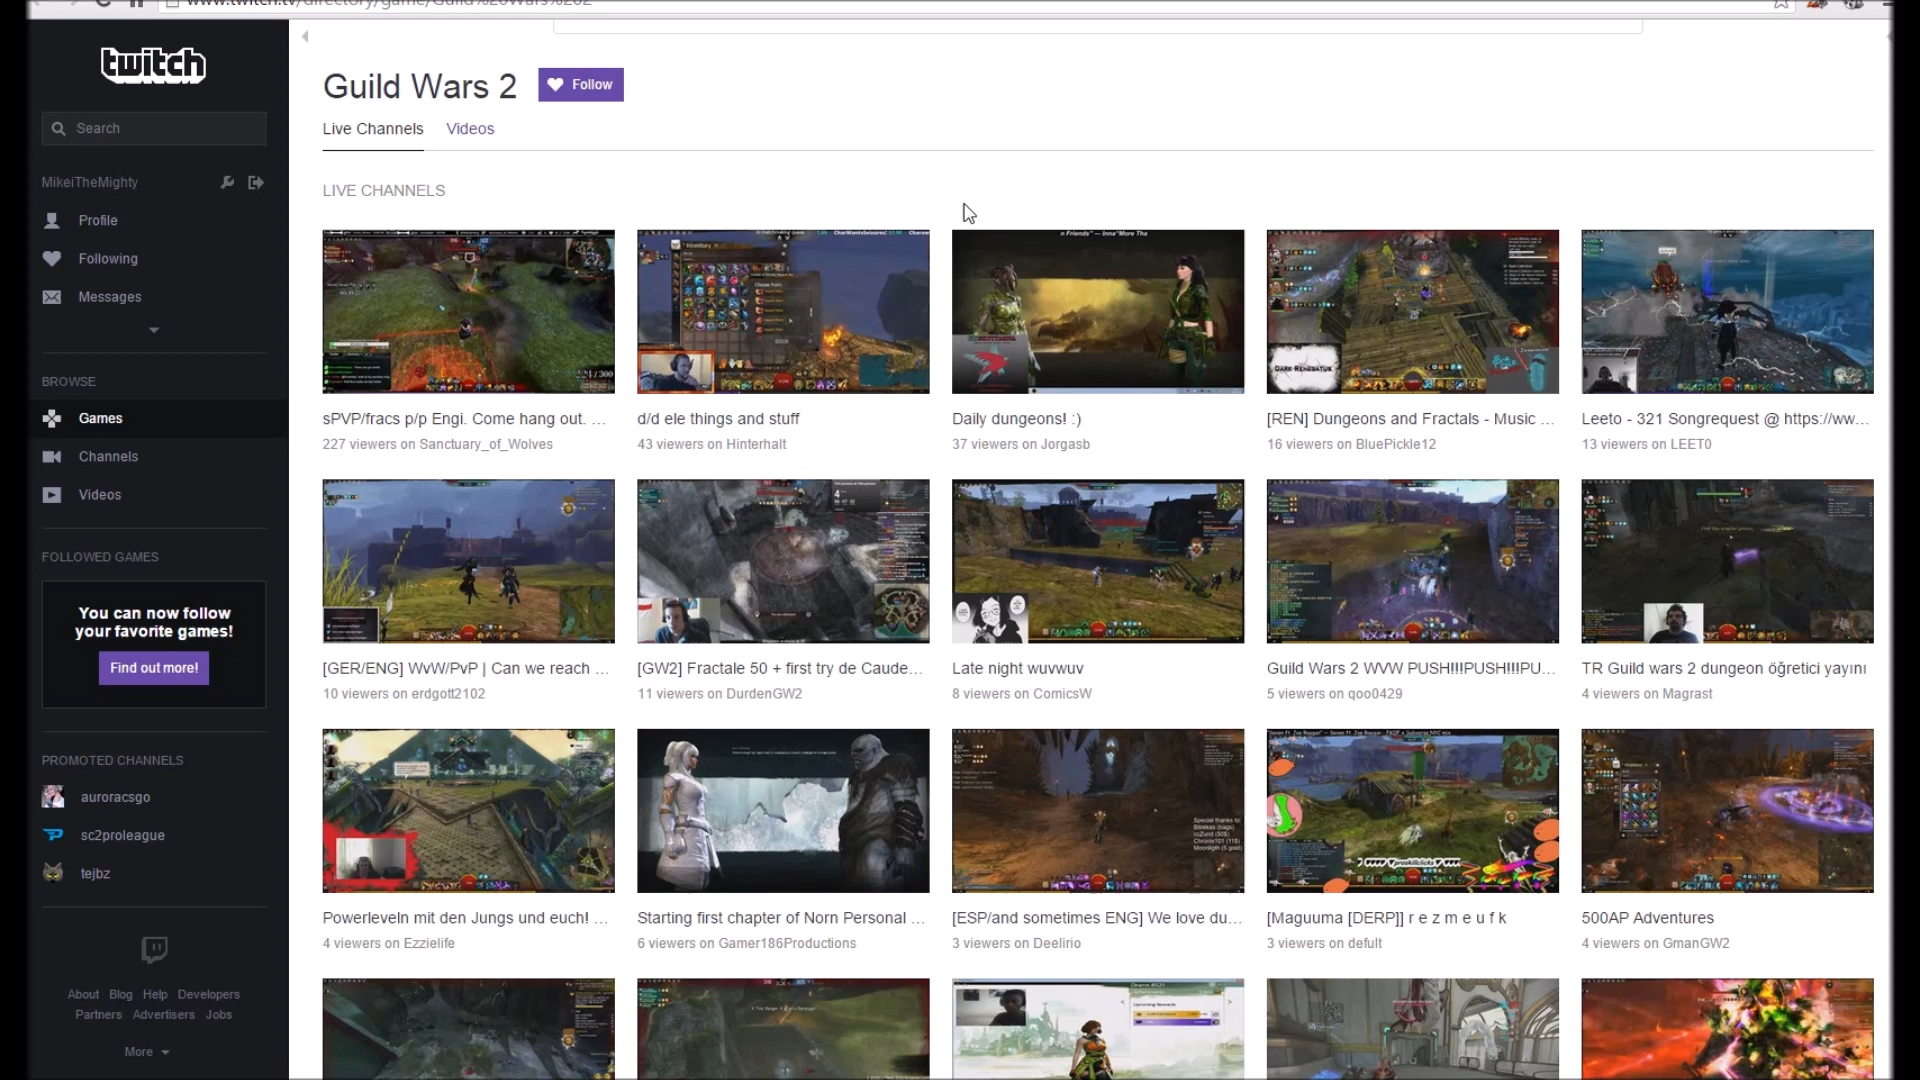 twitch
Search
MikeiTheMighty
Profile
Following
Messages
BROWSE
Games
Channels
Videos
FOLLOWED GAMES
You can now follow
your favorite games!
Find out more!
PROMOTED CHANNELS
auroracsgo
sc2proleague
tejbz
About Blog Help Developers
Partners Advertisers Jobs
More
Guild Wars 2
Follow
Live Channels Videos
LIVE CHANNELS
sPVP/fracs p/p Engi. Come hang out. ...
227 viewers on Sanctuary_of_Wolves
d/d ele things and stuff
43 viewers on Hinterhalt
Daily dungeons! :)
37 viewers on Jorgasb
[REN] Dungeons and Fractals - Music ...
16 viewers on BluePickle12
Leeto - 321 Songrequest @ https://ww...
13 viewers on LEET0
[GER/ENG] WvW/PvP | Can we reach ...
10 viewers on erdgott2102
[GW2] Fractale 50 + first try de Caude...
11 viewers on DurdenGW2
Late night wuvwuv
8 viewers on ComicsW
Guild Wars 2 WVW PUSH!!!PUSH!!!PU...
5 viewers on qoo0429
TR Guild wars 2 dungeon öğretici yayını
4 viewers on Magrast
Powerleveln mit den Jungs und euch! ...
4 viewers on Ezzielife
Starting first chapter of Norn Personal ...
6 viewers on Gamer186Productions
[ESP/and sometimes ENG] We love du...
3 viewers on Deelirio
[Maguuma [DERP]] r e z m e u f k
3 viewers on defult
500AP Adventures
4 viewers on GmanGW2